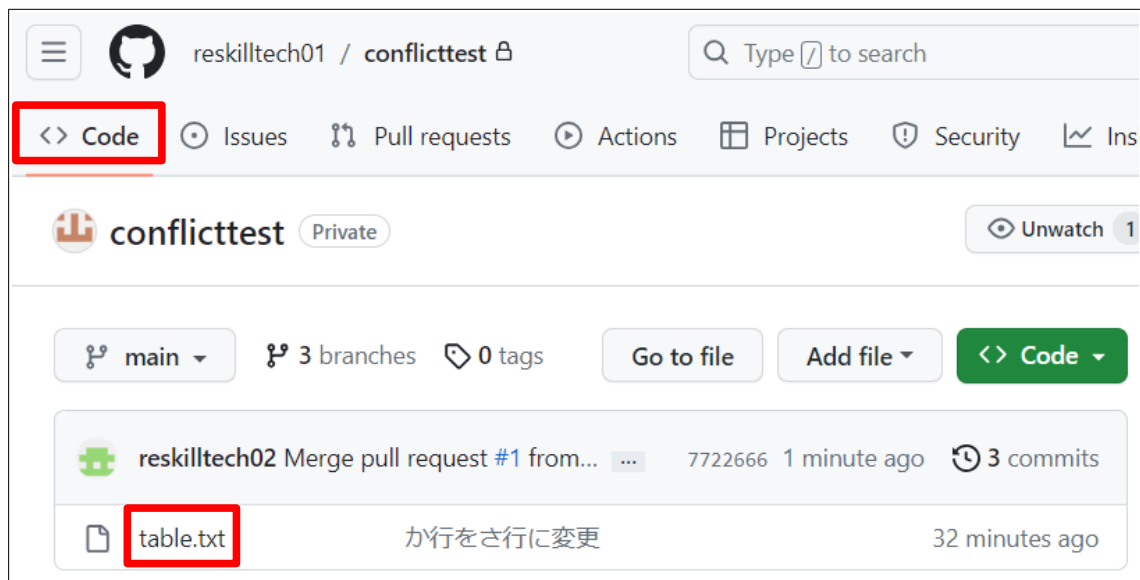 reskilltech01 / conflicttest Type / to search
Code Issues Pull requests Actions Projects Security Ins
conflicttest Private Unwatch 1
main 3 branches 0 tags Go to file Add file Code
reskilltech02 Merge pull request #1 from... ... 7722666 1 minute ago 3 commits
table.txt か行をさ行に変更 32 minutes ago